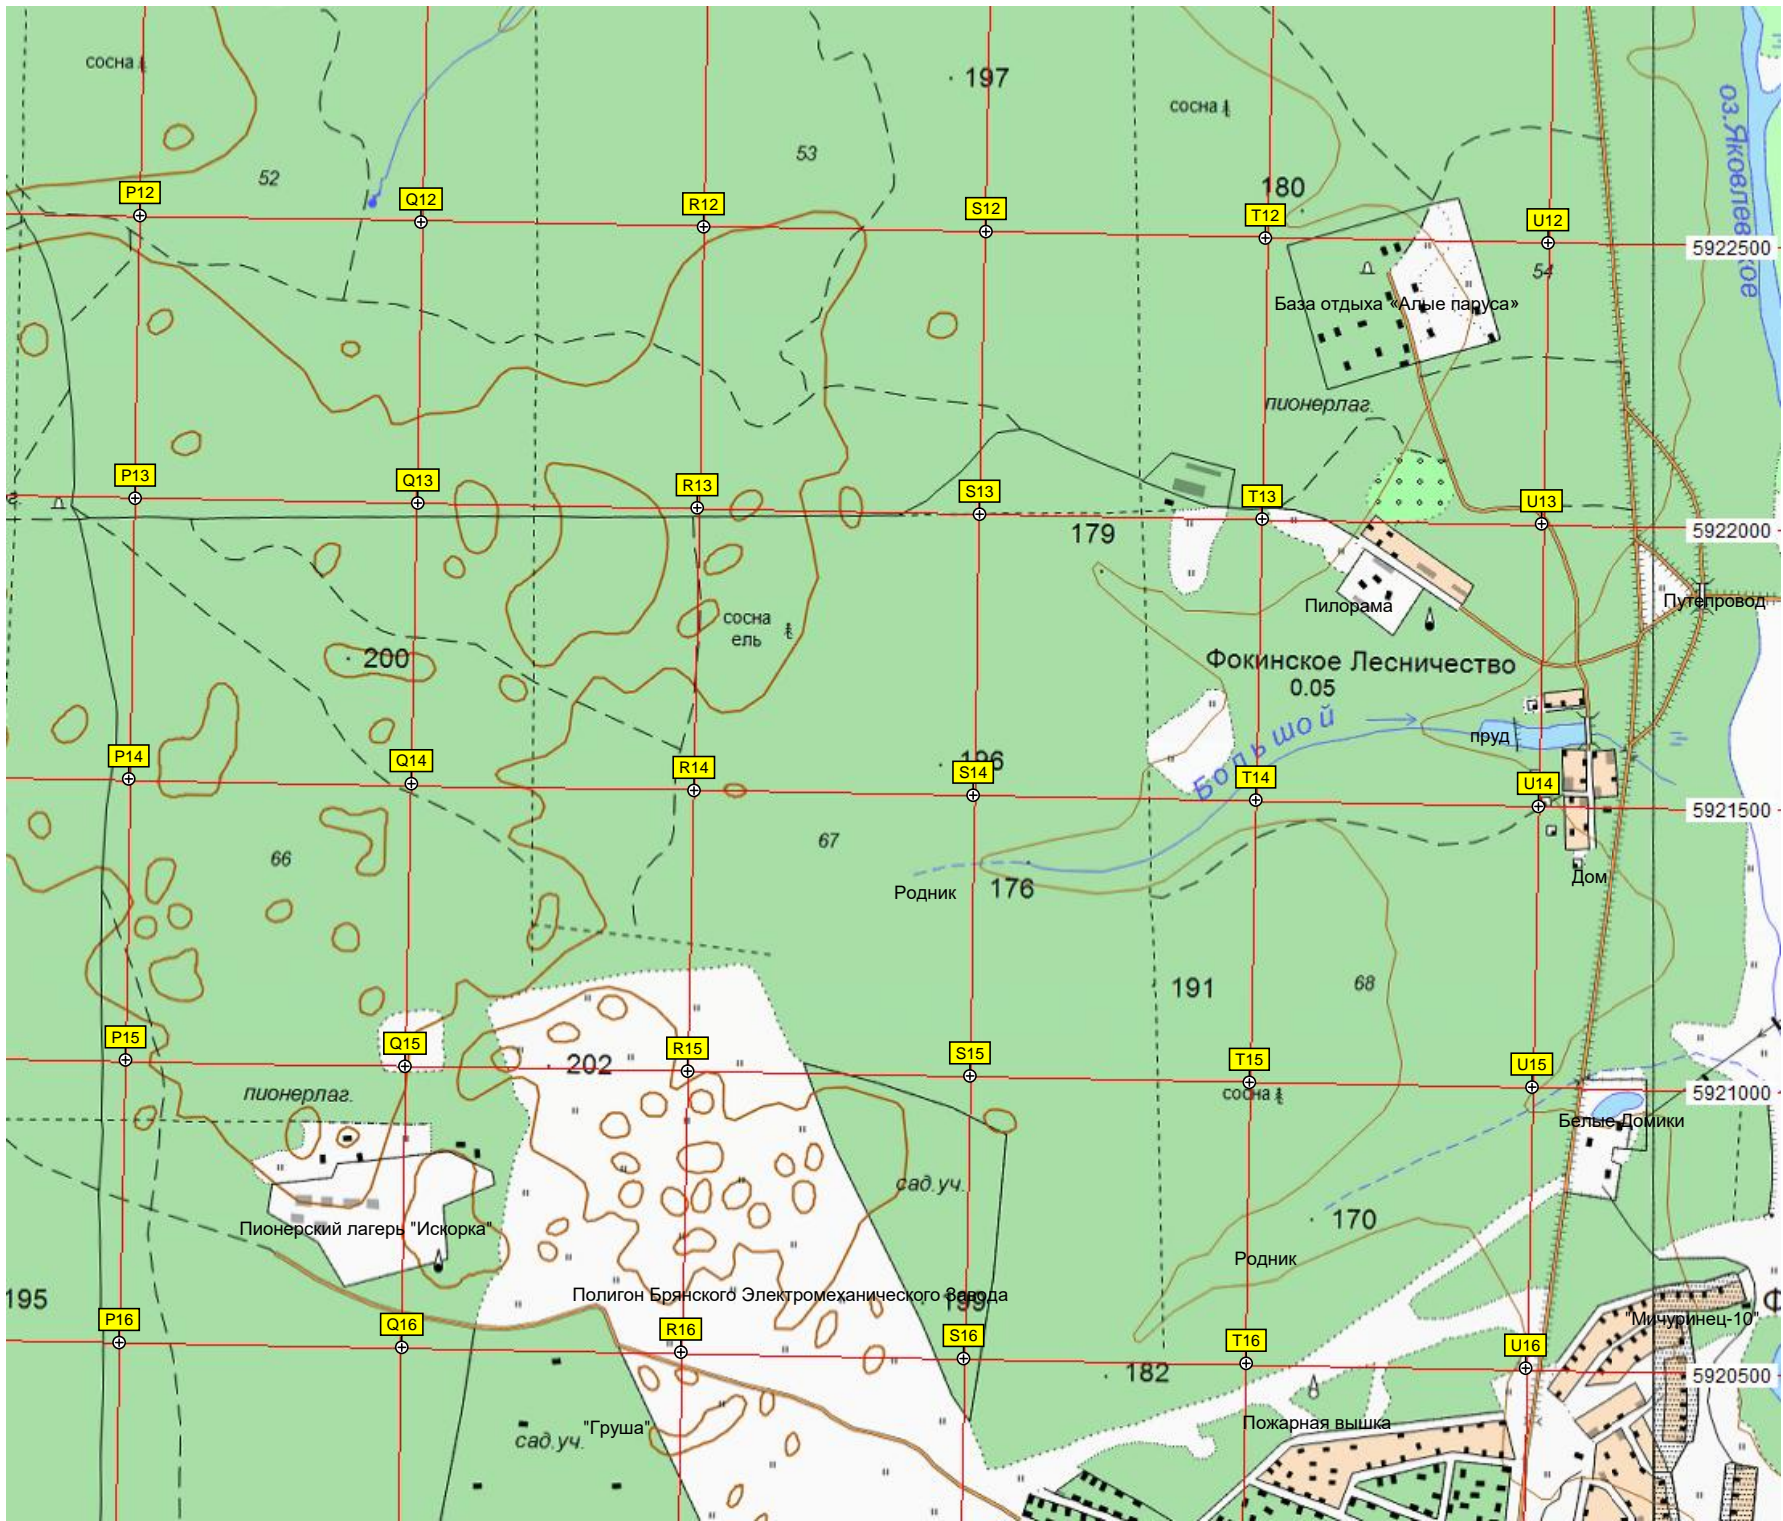 сосна
197
сосна
оз.Яковлевское
53
52
180
P12
Q12
R12
S12
T12
U12
5922500
54
База отдыха «Алые паруса»
пионерлаг.
P13
Q13
R13
S13
T13
U13
5922000
179
Путепровод
Пилорама
сосна
ель
200
Фокинское Лесничество
0.05
Большой
пруд
P14
Q14
R14
196
S14
T14
U14
5921500
67
66
Дом
Родник
176
191
68
P15
Q15
R15
S15
T15
U15
202
сосна
5921000
пионерлаг.
Белые Домики
сад.уч.
Пионерский лагерь "Искорка"
170
Родник
195
Полигон Брянского Электромеханического Завода
199
"Мичуринец-10"
Ф
P16
Q16
R16
S16
T16
U16
182
5920500
"Груша"
сад.уч.
Пожарная вышка